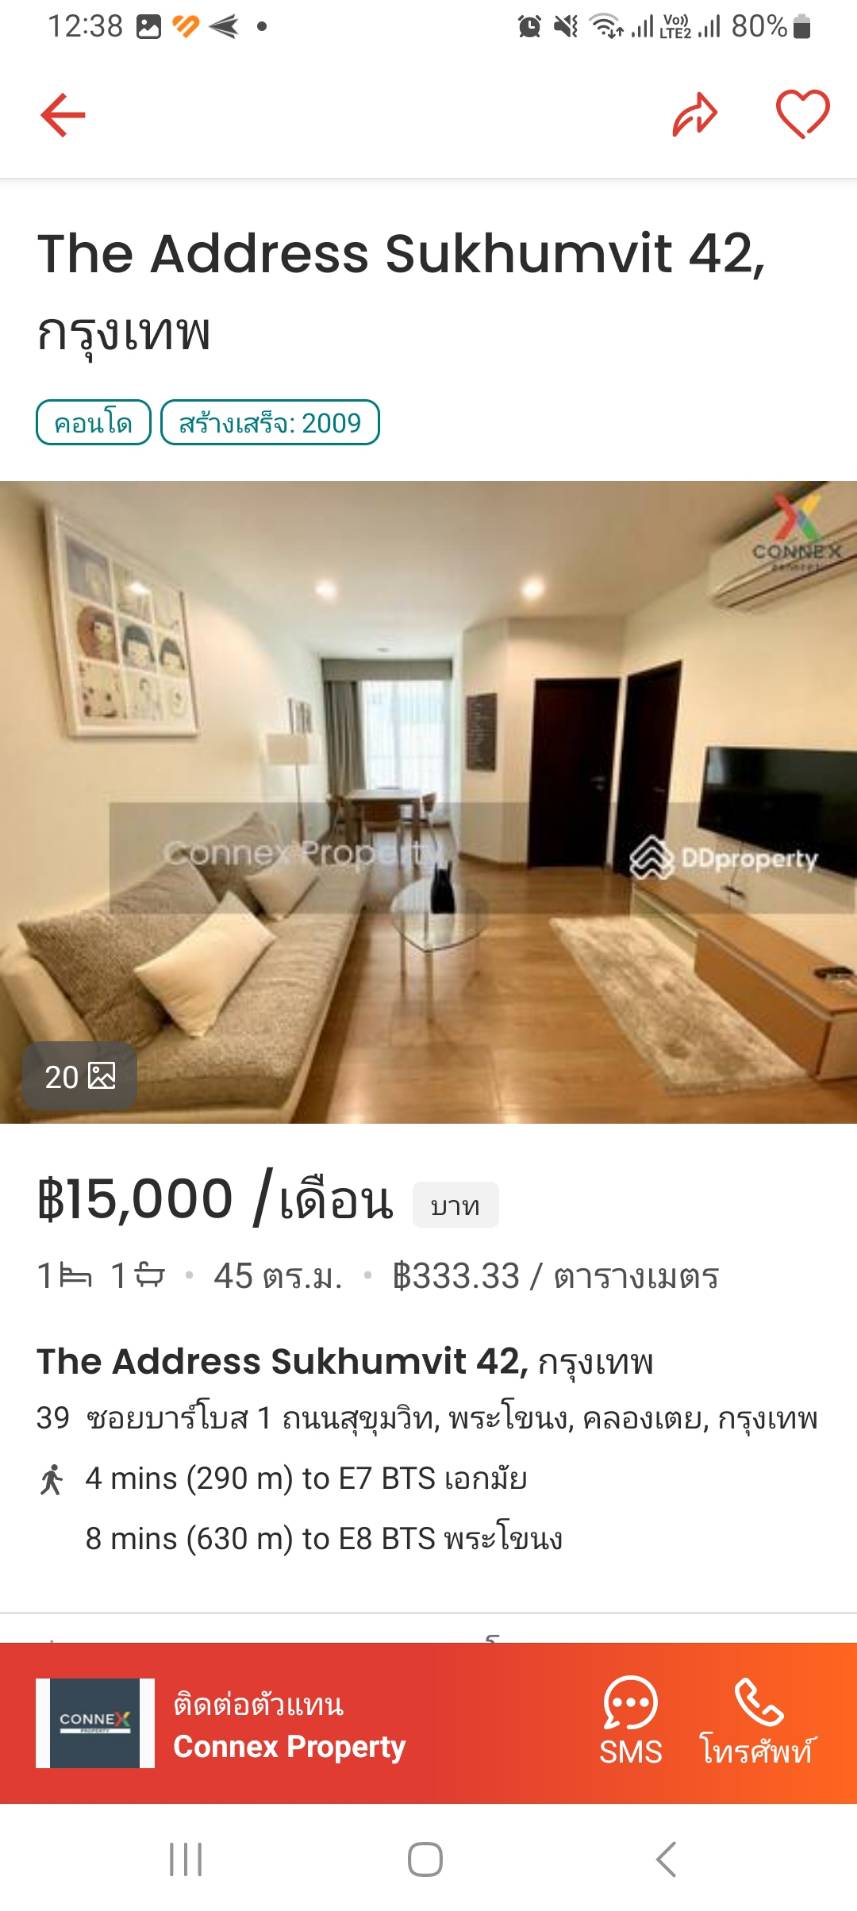 12:38
Vo))
LTE2
80%
The Address Sukhumvit 42,
กรุงเทพ
คอนโด
สร้างเสร็จ: 2009
CONNEX
Connex Property
DDproperty
20
฿15,000 /เดือน
บาท
1 1 • 45 ตร.ม. • ฿333.33 / ตารางเมตร
The Address Sukhumvit 42, กรุงเทพ
39 ซอยบาร์โบส 1 ถนนสุขุมวิท, พระโขนง, คลองเตย, กรุงเทพ
4 mins (290 m) to E7 BTS เอกมัย
8 mins (630 m) to E8 BTS พระโขนง
CONNEX
PROPERTY
ติดต่อตัวแทน
Connex Property
SMS
โทรศัพท์